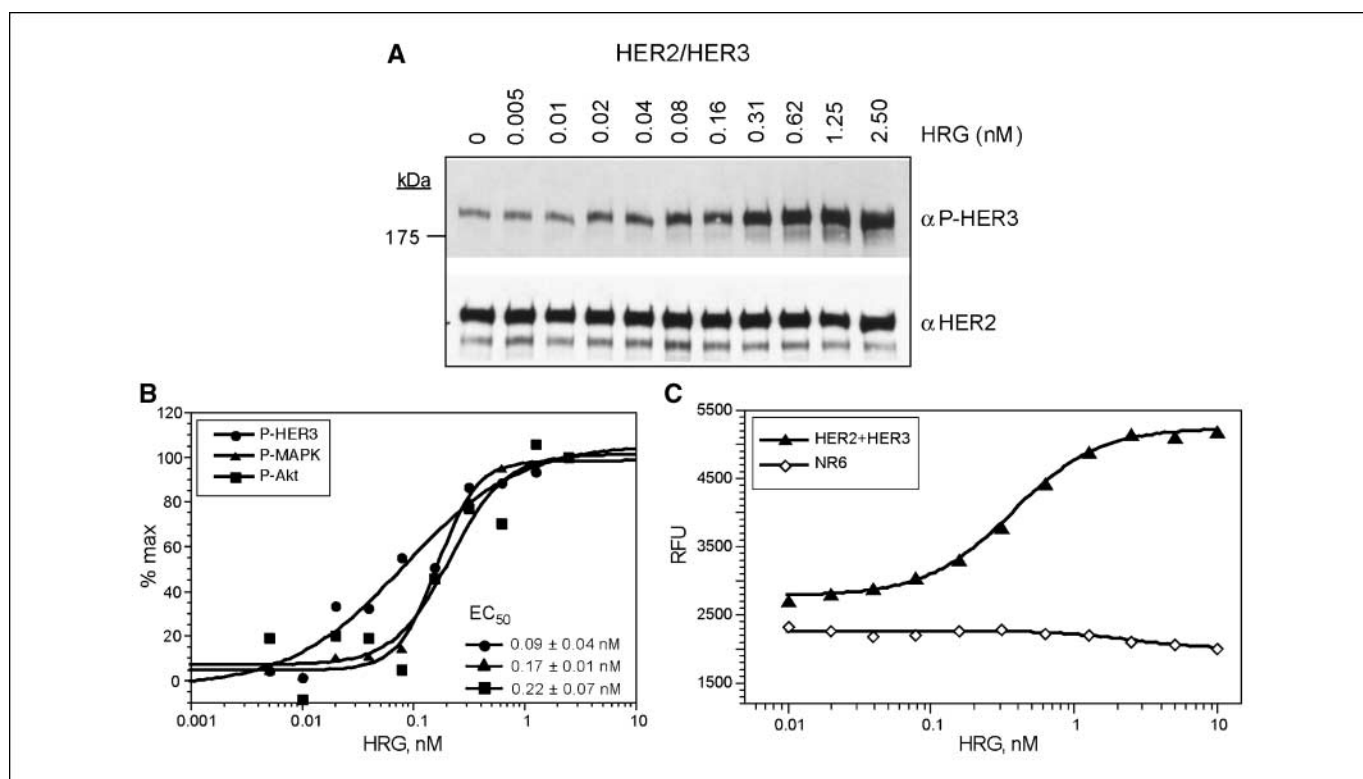 A
HER2/HER3
0 0.005 0.01 0.02 0.04 0.08 0.16 0.31 0.62 1.25 2.50 HRG (nM)
kDa
175
αP-HER3
αHER2
B
P-HER3
P-MAPK
P-Akt
% max
120
100
80
60
40
20
0
EC50
0.09 ± 0.04 nM
0.17 ± 0.01 nM
0.22 ± 0.07 nM
0.001 0.01 0.1 1 10
HRG, nM
C
HER2+HER3
NR6
RFU
5500
4500
3500
2500
1500
0.01 0.1 1 10
HRG, nM